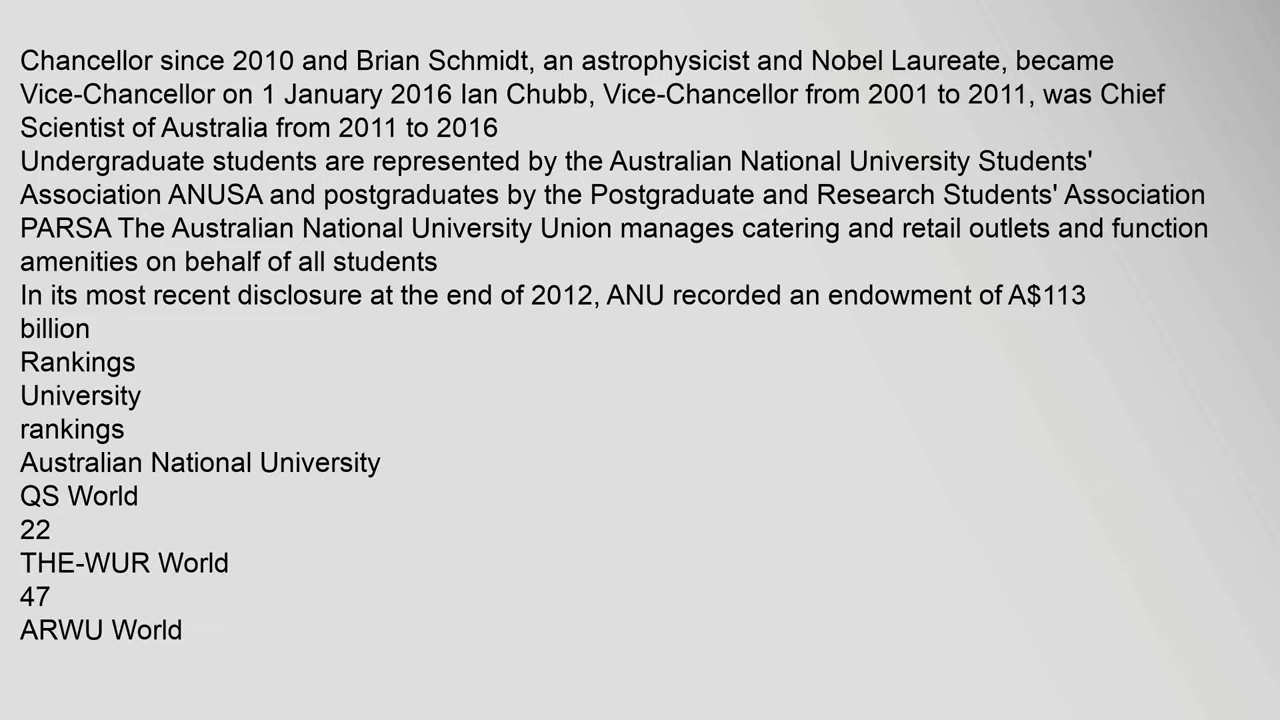 Chancellor since 2010 and Brian Schmidt, an astrophysicist and Nobel Laureate, became
Vice-Chancellor on 1 January 2016 Ian Chubb, Vice-Chancellor from 2001 to 2011, was Chief
Scientist of Australia from 2011 to 2016
Undergraduate students are represented by the Australian National University Students'
Association ANUSA and postgraduates by the Postgraduate and Research Students' Association
PARSA The Australian National University Union manages catering and retail outlets and function
amenities on behalf of all students
In its most recent disclosure at the end of 2012, ANU recorded an endowment of A$113
billion
Rankings
University
rankings
Australian National University
QS World
22
THE-WUR World
47
ARWU World